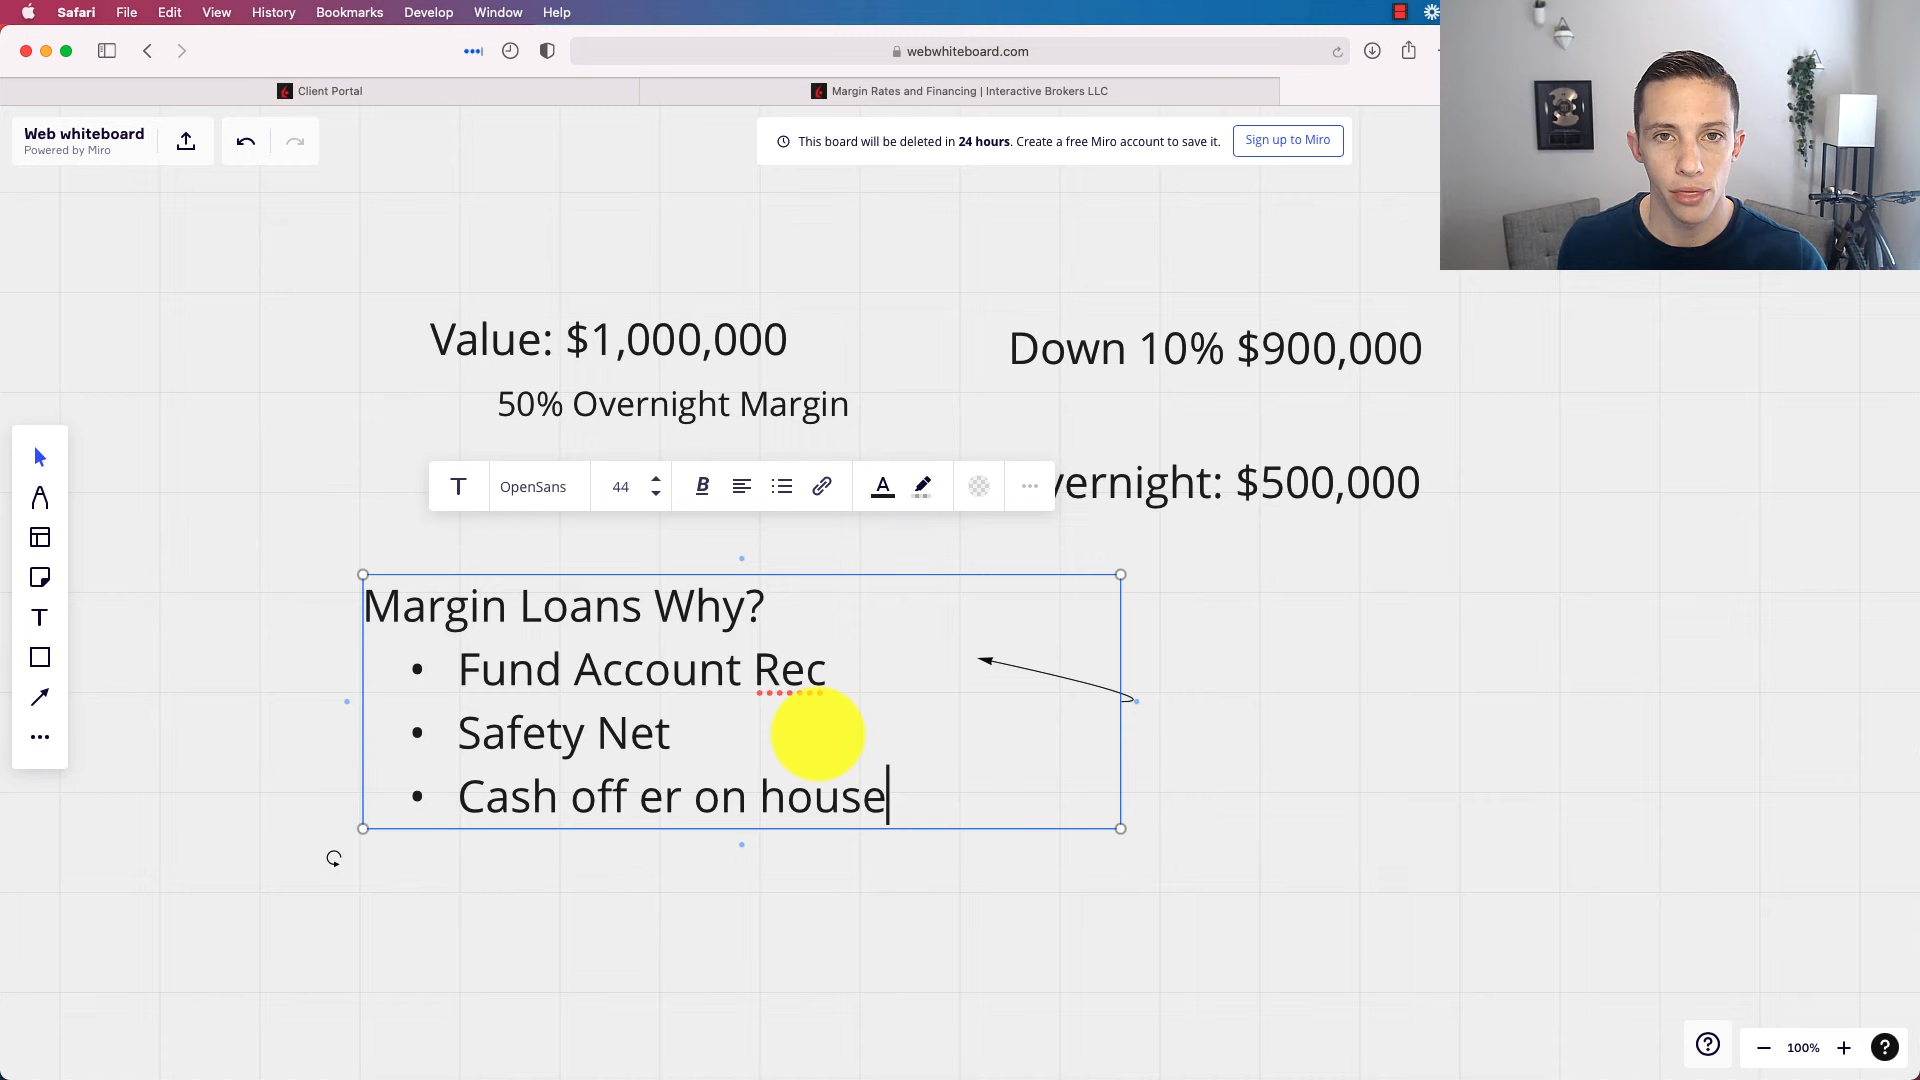 Safari File Edit View History Bookmarks Develop Window Help
webwhiteboard.com
Client Portal
Margin Rates and Financing | Interactive Brokers LLC
Web whiteboard
Powered by Miro
This board will be deleted in 24 hours. Create a free Miro account to save it.
Sign up to Miro
Value: $1,000,000
Down 10% $900,000
50% Overnight Margin
OpenSans 44
vernight: $500,000
Margin Loans Why?
• Fund Account Rec
• Safety Net
• Cash off er on house
100%